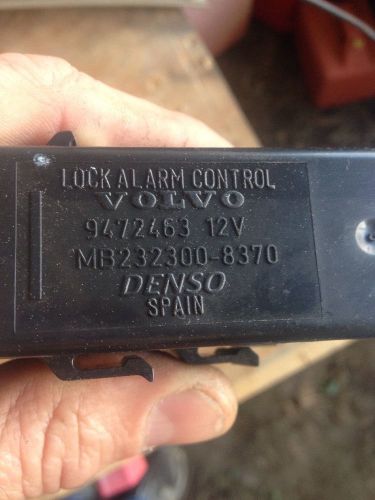 LOCK ALARM CONTROL
VOLVO
9472463 12V
MB232300-8370
DENSO
SPAIN